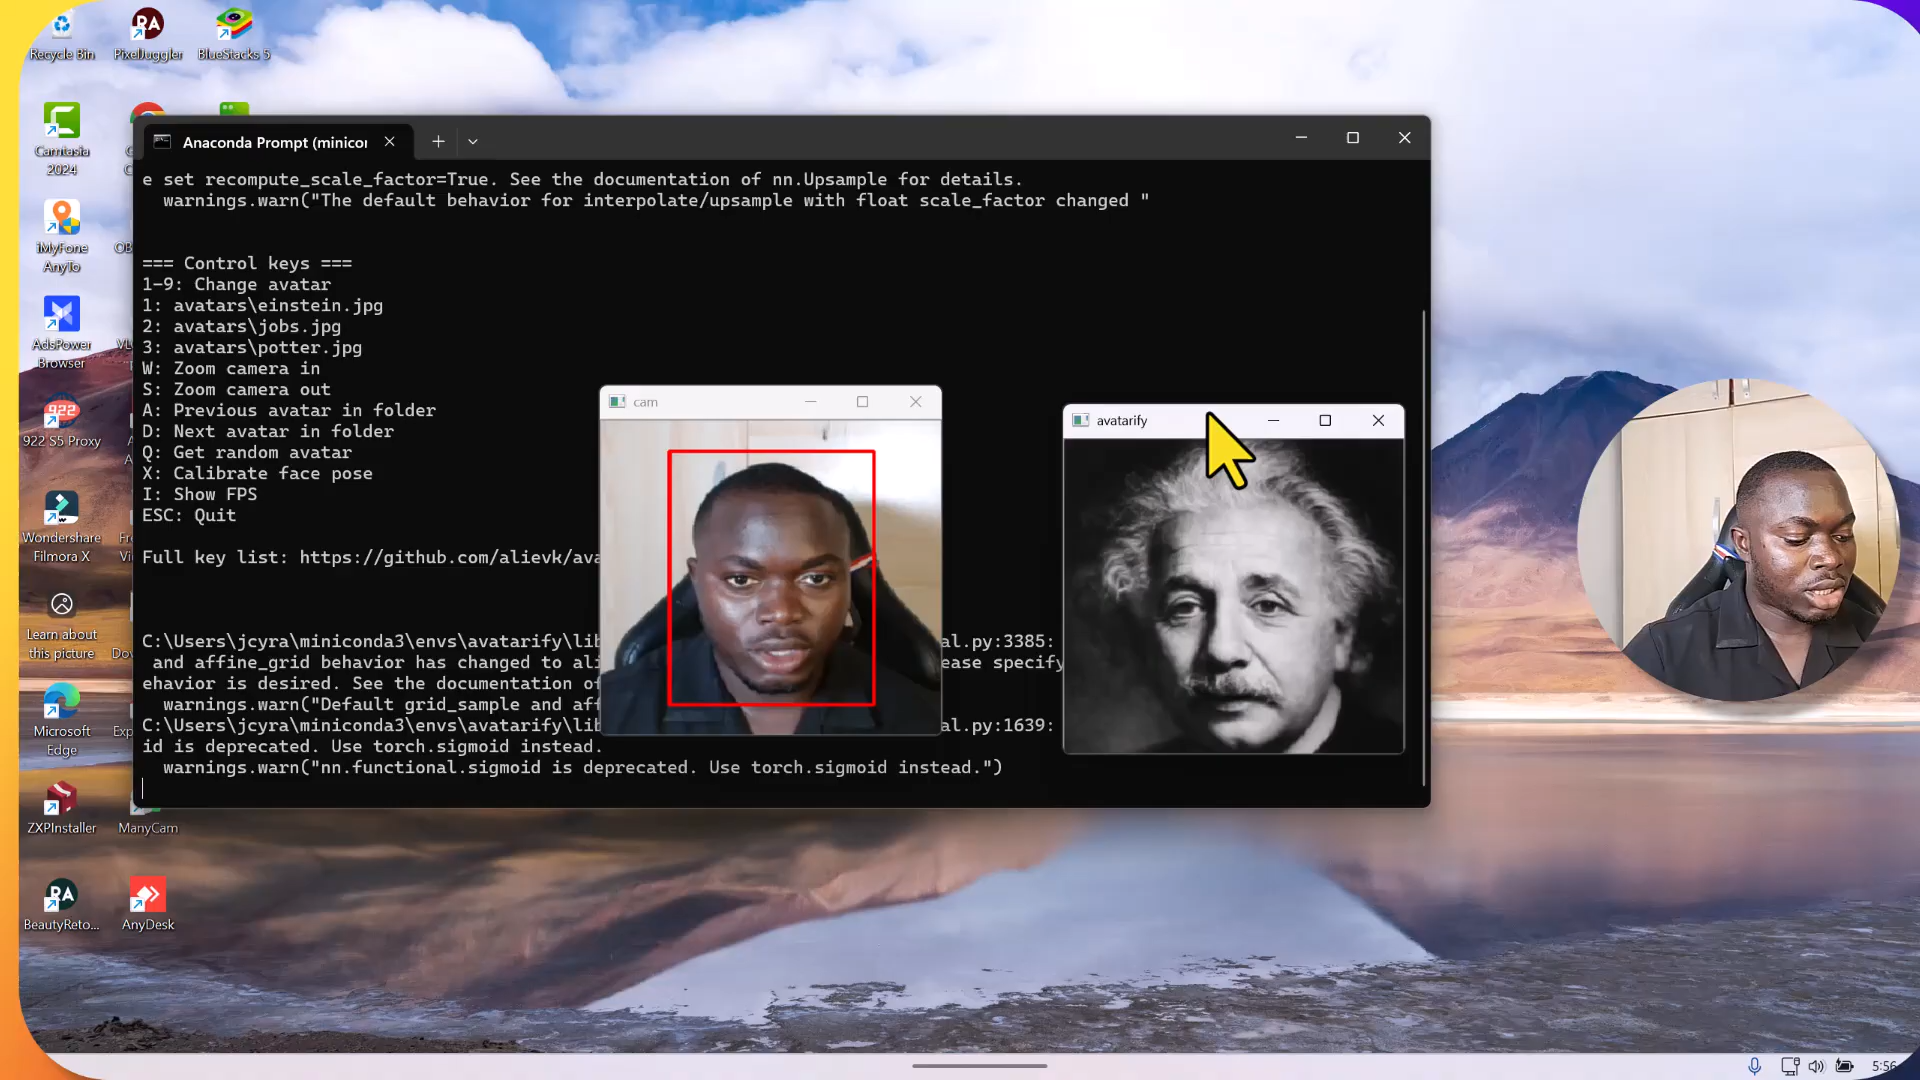 Recycle Bin
PixelJuggler
BlueStacks 5
Camtasia
2024
iMyFone
AnyTo
AdsPower
Browser
922 S5 Proxy
Wondershare
Filmora X
Learn about
this picture
Microsoft
Edge
ZXPInstaller
ManyCam
BeautyReto...
AnyDesk
Anaconda Prompt (minicon
e set recompute_scale_factor=True. See the documentation of nn.Upsample for details.
warnings.warn("The default behavior for interpolate/upsample with float scale_factor changed "
=== Control keys ===
1-9: Change avatar
1: avatars\einstein.jpg
2: avatars\jobs.jpg
3: avatars\potter.jpg
W: Zoom camera in
S: Zoom camera out
A: Previous avatar in folder
D: Next avatar in folder
Q: Get random avatar
X: Calibrate face pose
I: Show FPS
ESC: Quit
Full key list: https://github.com/alievk/ava
C:\Users\jcyra\miniconda3\envs\avatarify\lib al.py:3385:
and affine_grid behavior has changed to ali ease specify
ehavior is desired. See the documentation of
warnings.warn("Default grid_sample and aff
C:\Users\jcyra\miniconda3\envs\avatarify\lib al.py:1639:
id is deprecated. Use torch.sigmoid instead.
warnings.warn("nn.functional.sigmoid is deprecated. Use torch.sigmoid instead.")
cam
avatarify
5:56